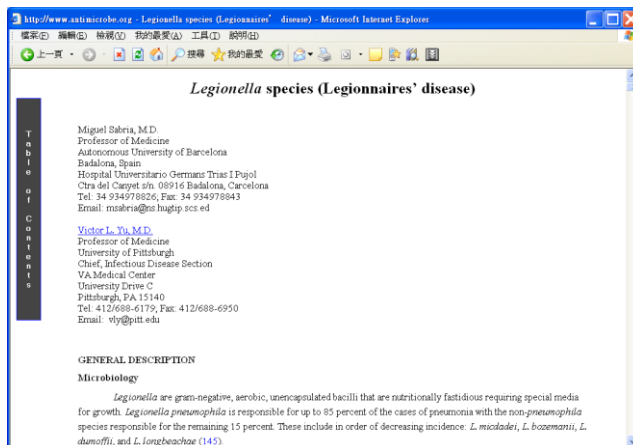 http://www.antimicrobe.org - Legionella species (Legionnaires' disease) - Microsoft Internet Explorer
檔案(F) 編輯(E) 檢視(V) 我的最愛(A) 工具(T) 說明(H)
上一頁 搜尋 我的最愛
Legionella species (Legionnaires' disease)
Table of Contents
Miguel Sabria, M.D.
Professor of Medicine
Autonomous University of Barcelona
Badalona, Spain
Hospital Universitario Germans Trias I Pujol
Ctra del Canyet s/n. 08916 Badalona, Carcelona
Tel: 34 934978826; Fax: 34 934978843
Email: msabria@ns.hugtip.scs.ed
Victor L. Yu, M.D.
Professor of Medicine
University of Pittsburgh
Chief, Infectious Disease Section
VA Medical Center
University Drive C
Pittsburgh, PA 15140
Tel: 412/688-6179; Fax: 412/688-6950
Email: vly@pitt.edu
GENERAL DESCRIPTION
Microbiology
Legionella are gram-negative, aerobic, unencapsulated bacilli that are nutritionally fastidious requiring special media
for growth. Legionella pneumophila is responsible for up to 85 percent of the cases of pneumonia with the non-pneumophila
species responsible for the remaining 15 percent. These include in order of decreasing incidence: L. micdadei, L. bozemanii, L.
dumoffii, and L. longbeachae (145).